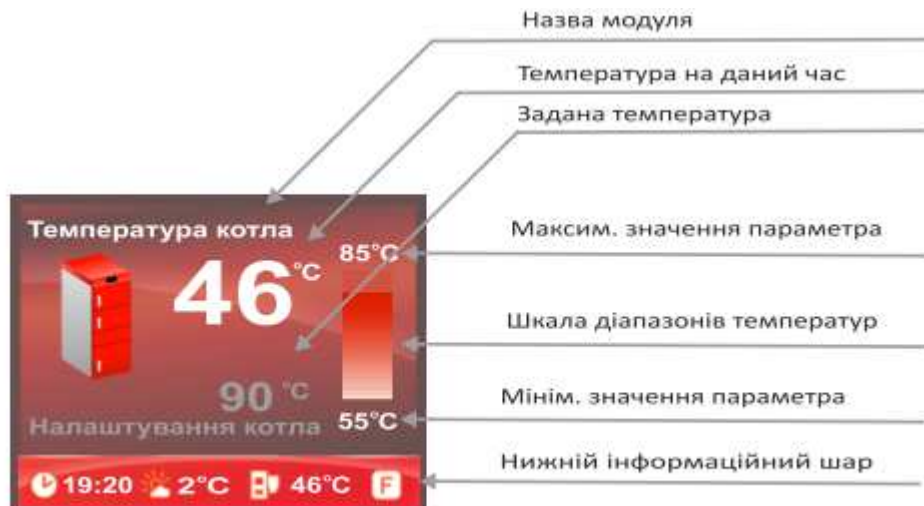 Назва модуля
Температура на даний час
Задана температура
Температура котла
46°C
85°C
Максим. значення параметра
Шкала діапазонів температур
90 °C
Налаштування котла
55°C
Мінім. значення параметра
Нижній інформаційний шар
19:20 2°C 46°C F